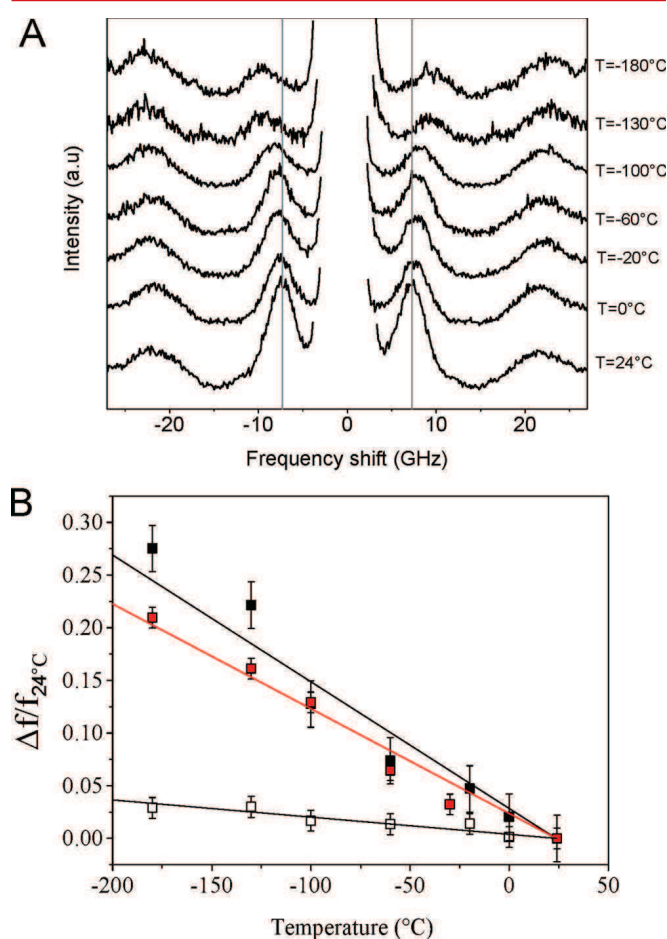 A
T=-180°C
T=-130°C
T=-100°C
T=-60°C
T=-20°C
T=0°C
T=24°C
Intensity (a.u)
-20 -10 0 10 20
Frequency shift (GHz)
B
0.30
0.25
0.20
0.15
0.10
0.05
0.00
Δf/f24°C
-200 -150 -100 -50 0 50
Temperature (°C)